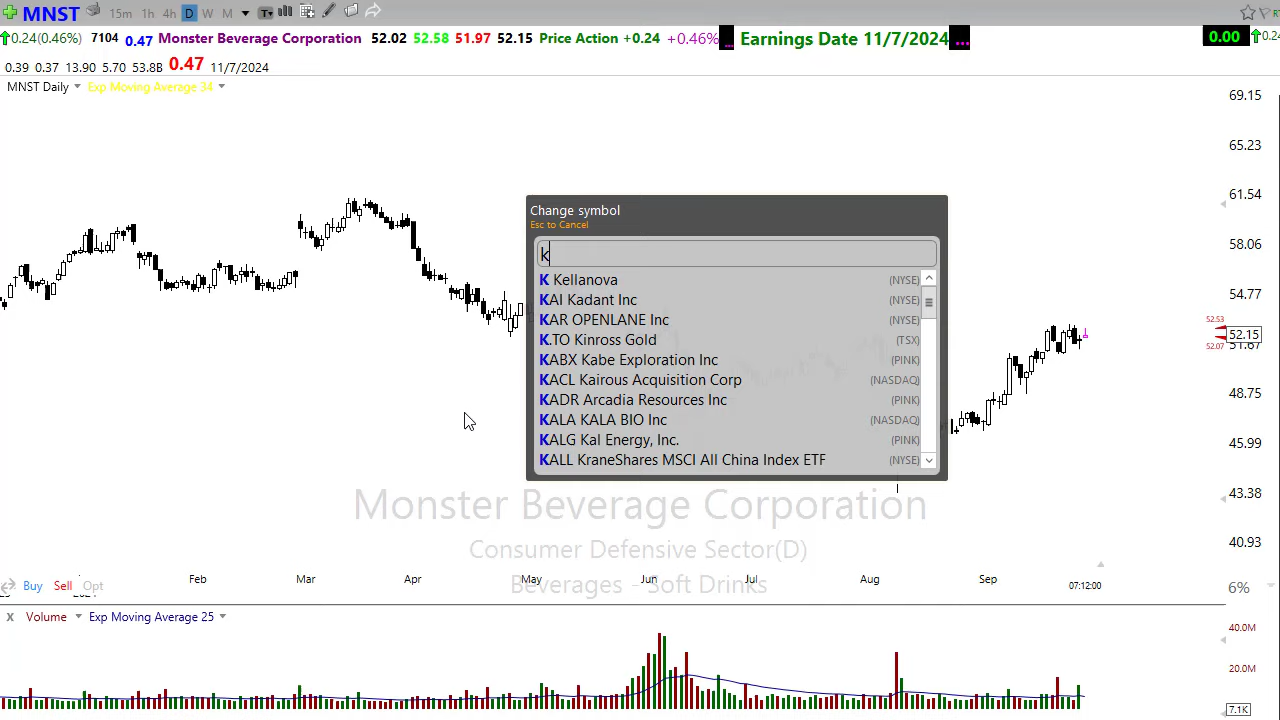 MNST 15m 1h 4h D W M T
0.24(0.46%) 7104 0.47 Monster Beverage Corporation 52.02 52.58 51.97 52.15 Price Action +0.24 +0.46% ... Earnings Date 11/7/2024 ... 0.00 0.24
0.39 0.37 13.90 5.70 53.8B 0.47 11/7/2024
MNST Daily Exp Moving Average 34
69.15
65.23
61.54
58.06
54.77
52.53
52.15
52.07
48.75
45.99
43.38
40.93
Change symbol
Esc to Cancel
k
K Kellanova (NYSE)
KAI Kadant Inc (NYSE)
KAR OPENLANE Inc (NYSE)
K.TO Kinross Gold (TSX)
KABX Kabe Exploration Inc (PINK)
KACL Kairous Acquisition Corp (NASDAQ)
KADR Arcadia Resources Inc (PINK)
KALA KALA BIO Inc (NASDAQ)
KALG Kal Energy, Inc. (PINK)
KALL KraneShares MSCI All China Index ETF (NYSE)
Monster Beverage Corporation
Consumer Defensive Sector(D)
Beverages - Soft Drinks
Feb Mar Apr May Jun Jul Aug Sep 07:12:00
Buy Sell Opt 6%
X Volume Exp Moving Average 25
40.0M
20.0M
7.1K